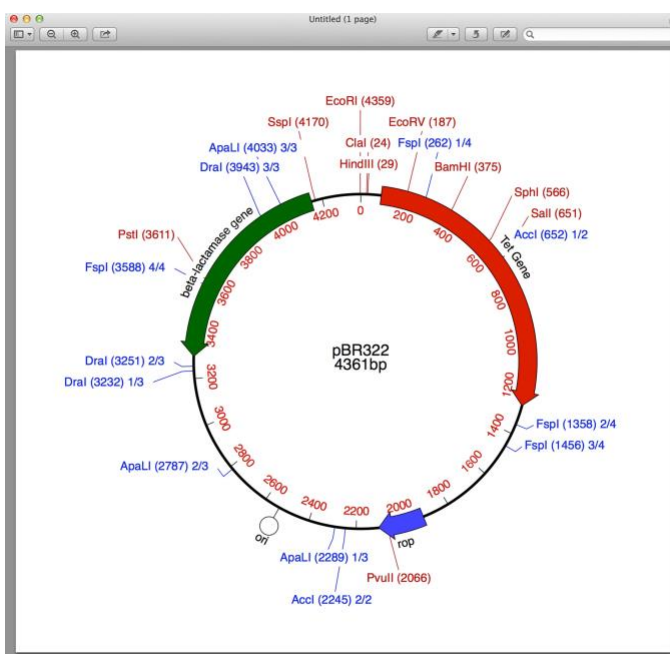 Untitled (1 page)
EcoRI (4359)
SspI (4170)
EcoRV (187)
ClaI (24)
FspI (262) 1/4
ApaLI (4033) 3/3
HindIII (29)
BamHI (375)
DraI (3943) 3/3
SphI (566)
SalI (651)
AccI (652) 1/2
PstI (3611)
FspI (3588) 4/4
beta-lactamase gene
Tet Gene
0
200
400
600
800
1000
1200
1400
1600
1800
2000
2200
2400
2600
2800
3000
3200
3400
3600
3800
4000
4200
pBR322
4361bp
DraI (3251) 2/3
DraI (3232) 1/3
FspI (1358) 2/4
FspI (1456) 3/4
ApaLI (2787) 2/3
ori
rop
ApaLI (2289) 1/3
PvuII (2066)
AccI (2245) 2/2